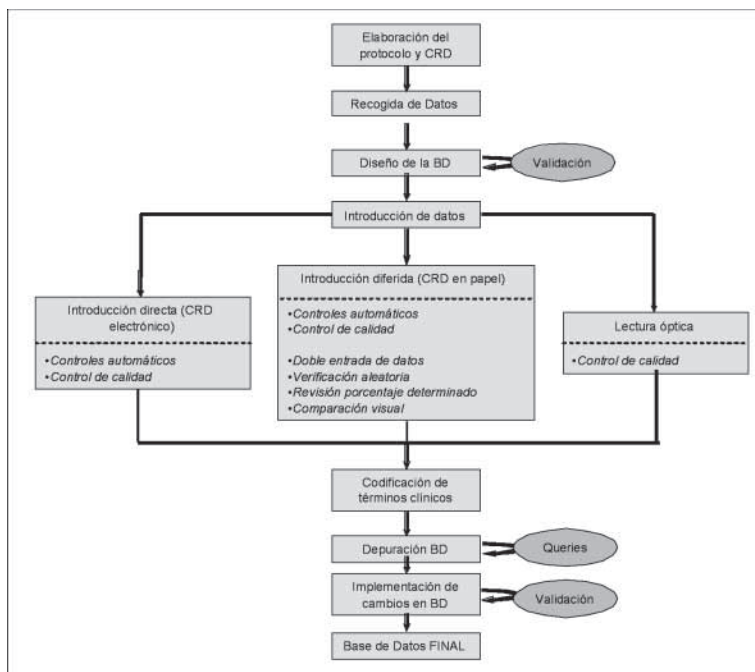 Elaboración del
protocolo y CRD
Recogida de Datos
Diseño de la BD
Validación
Introducción de datos
Introducción directa (CRD
electrónico)
•Controles automáticos
•Control de calidad
Introducción diferida (CRD en papel)
•Controles automáticos
•Control de calidad
•Doble entrada de datos
•Verificación aleatoria
•Revisión porcentaje determinado
•Comparación visual
Lectura óptica
•Control de calidad
Codificación de
términos clínicos
Depuración BD
Queries
Implementación de
cambios en BD
Validación
Base de Datos FINAL